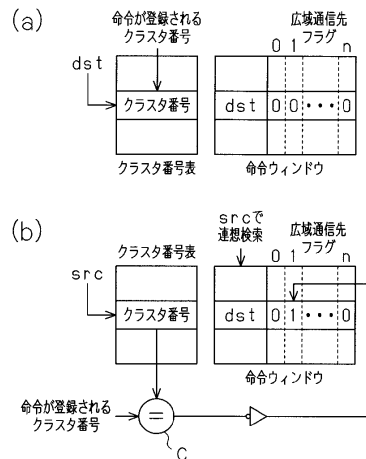 (a)
命令が登録される
クラスタ番号
広域通信先
フラグ
0 1 n
dst
クラスタ番号
dst 0 0 ・・・ 0
クラスタ番号表
命令ウィンドウ
(b)
srcで
連想検索
広域通信先
フラグ
クラスタ番号表
0 1 n
src
クラスタ番号
dst 0 1 ・・・ 0
命令ウィンドウ
命令が登録される
クラスタ番号
=
C